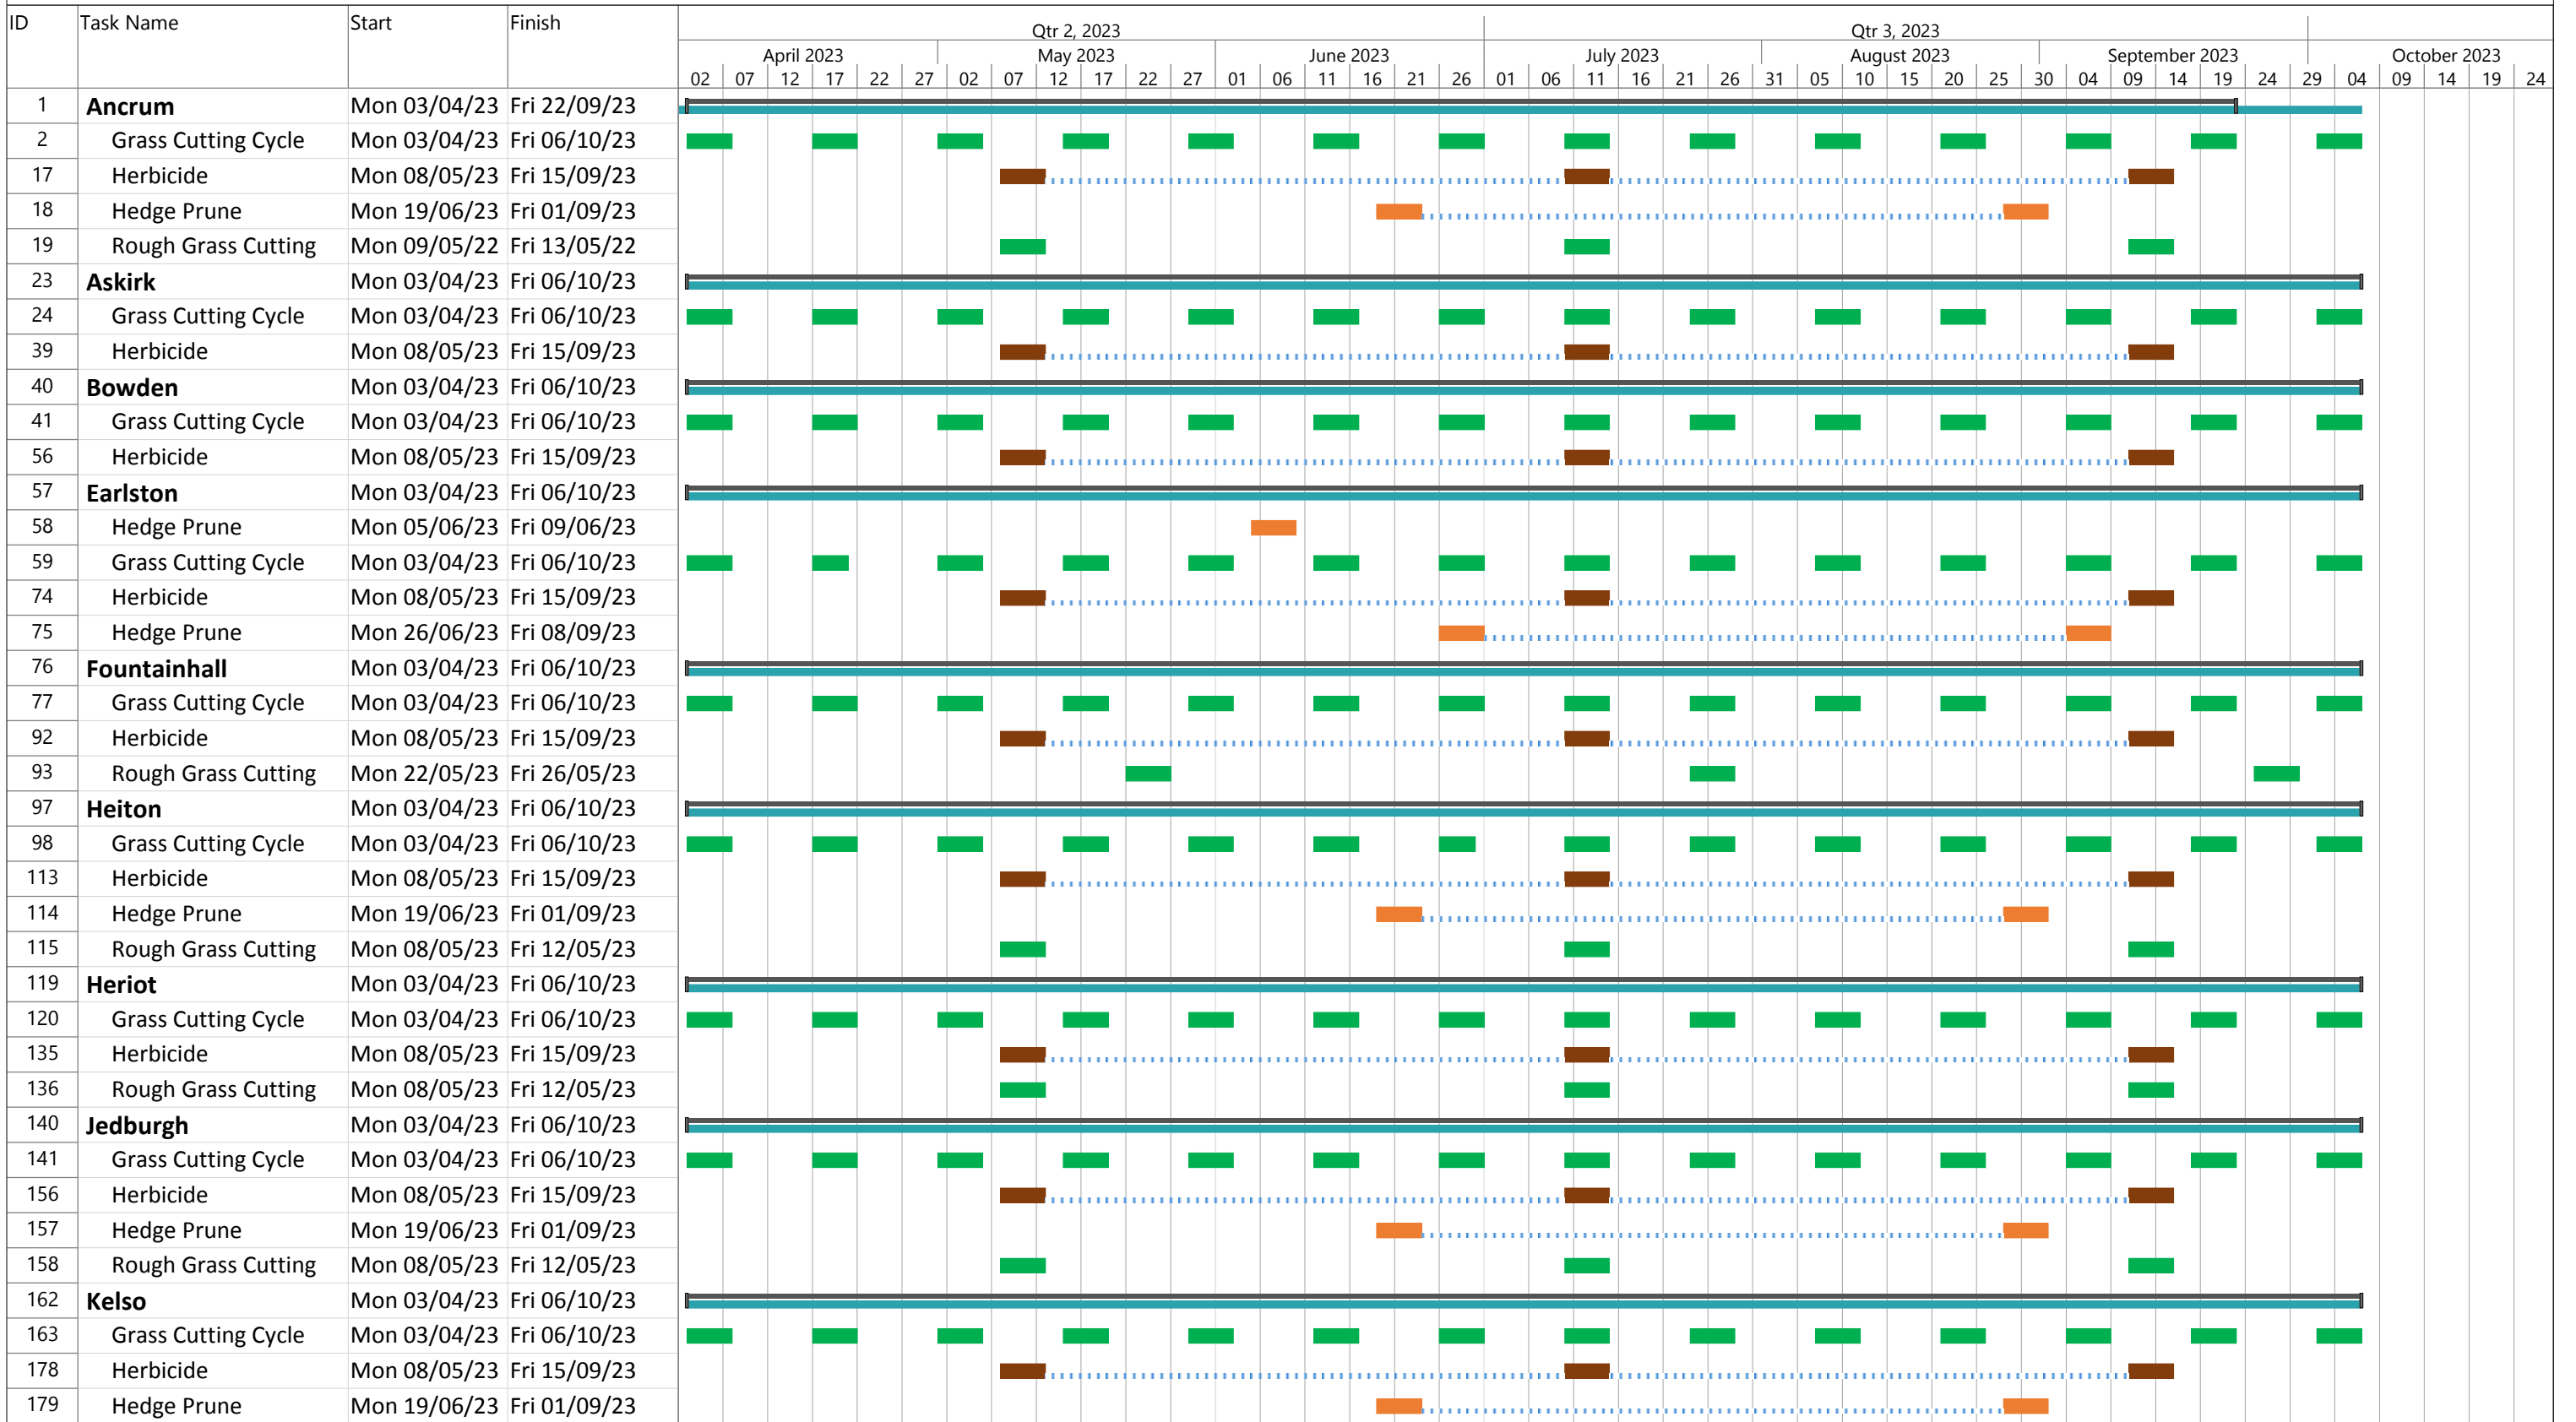 ID Task Name Start Finish
Qtr 2, 2023 Qtr 3, 2023
April 2023 May 2023 June 2023 July 2023 August 2023 September 2023 October 2023
02 07 12 17 22 27 02 07 12 17 22 27 01 06 11 16 21 26 01 06 11 16 21 26 31 05 10 15 20 25 30 04 09 14 19 24 29 04 09 14 19 24
1 Ancrum Mon 03/04/23 Fri 22/09/23
2 Grass Cutting Cycle Mon 03/04/23 Fri 06/10/23
17 Herbicide Mon 08/05/23 Fri 15/09/23
18 Hedge Prune Mon 19/06/23 Fri 01/09/23
19 Rough Grass Cutting Mon 09/05/22 Fri 13/05/22
23 Askirk Mon 03/04/23 Fri 06/10/23
24 Grass Cutting Cycle Mon 03/04/23 Fri 06/10/23
39 Herbicide Mon 08/05/23 Fri 15/09/23
40 Bowden Mon 03/04/23 Fri 06/10/23
41 Grass Cutting Cycle Mon 03/04/23 Fri 06/10/23
56 Herbicide Mon 08/05/23 Fri 15/09/23
57 Earlston Mon 03/04/23 Fri 06/10/23
58 Hedge Prune Mon 05/06/23 Fri 09/06/23
59 Grass Cutting Cycle Mon 03/04/23 Fri 06/10/23
74 Herbicide Mon 08/05/23 Fri 15/09/23
75 Hedge Prune Mon 26/06/23 Fri 08/09/23
76 Fountainhall Mon 03/04/23 Fri 06/10/23
77 Grass Cutting Cycle Mon 03/04/23 Fri 06/10/23
92 Herbicide Mon 08/05/23 Fri 15/09/23
93 Rough Grass Cutting Mon 22/05/23 Fri 26/05/23
97 Heiton Mon 03/04/23 Fri 06/10/23
98 Grass Cutting Cycle Mon 03/04/23 Fri 06/10/23
113 Herbicide Mon 08/05/23 Fri 15/09/23
114 Hedge Prune Mon 19/06/23 Fri 01/09/23
115 Rough Grass Cutting Mon 08/05/23 Fri 12/05/23
119 Heriot Mon 03/04/23 Fri 06/10/23
120 Grass Cutting Cycle Mon 03/04/23 Fri 06/10/23
135 Herbicide Mon 08/05/23 Fri 15/09/23
136 Rough Grass Cutting Mon 08/05/23 Fri 12/05/23
140 Jedburgh Mon 03/04/23 Fri 06/10/23
141 Grass Cutting Cycle Mon 03/04/23 Fri 06/10/23
156 Herbicide Mon 08/05/23 Fri 15/09/23
157 Hedge Prune Mon 19/06/23 Fri 01/09/23
158 Rough Grass Cutting Mon 08/05/23 Fri 12/05/23
162 Kelso Mon 03/04/23 Fri 06/10/23
163 Grass Cutting Cycle Mon 03/04/23 Fri 06/10/23
178 Herbicide Mon 08/05/23 Fri 15/09/23
179 Hedge Prune Mon 19/06/23 Fri 01/09/23